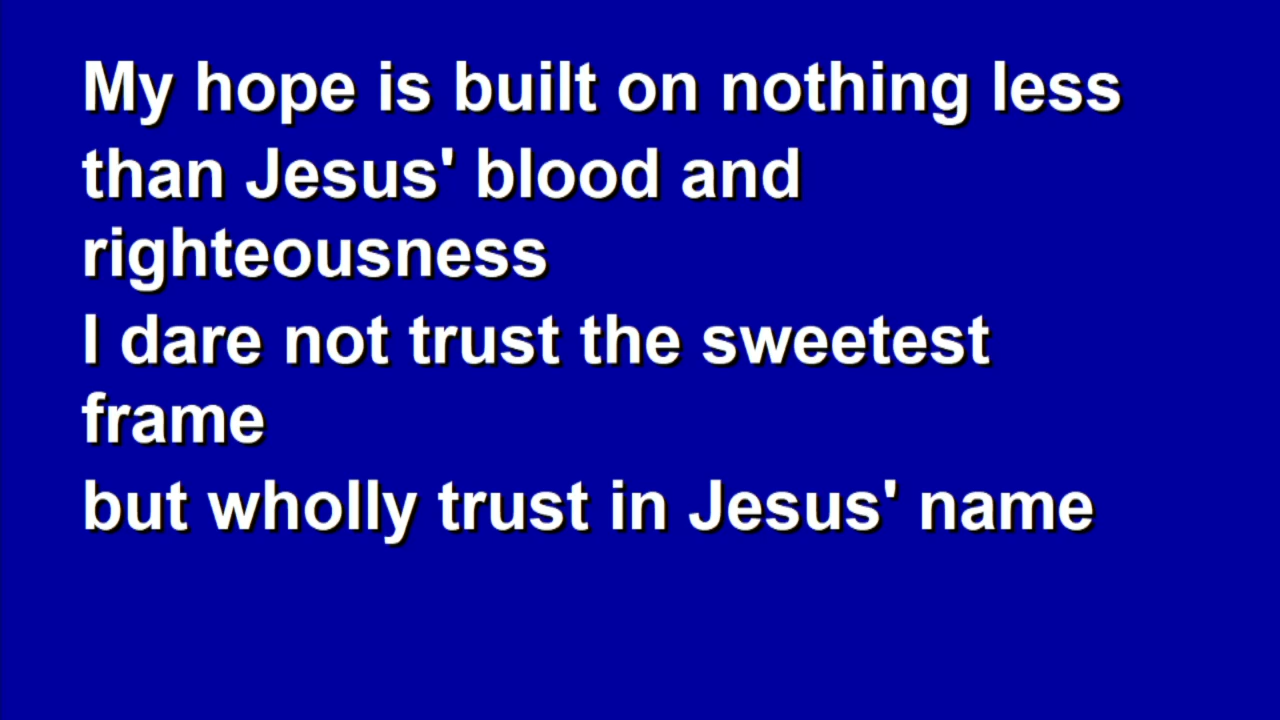 My hope is built on nothing less
than Jesus' blood and
righteousness
I dare not trust the sweetest
frame
but wholly trust in Jesus' name